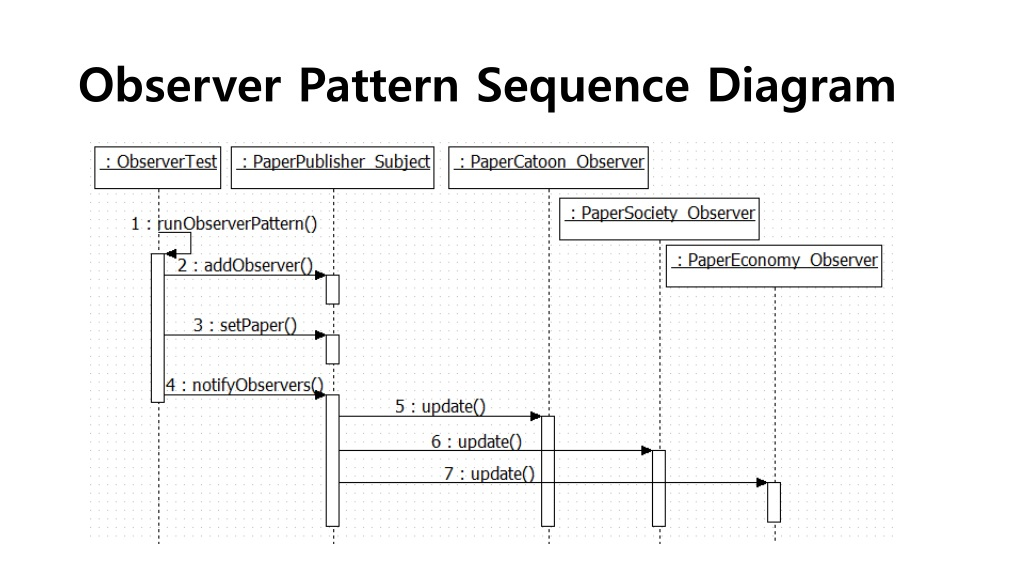 Observer Pattern Sequence Diagram
: ObserverTest
: PaperPublisher_Subject
: PaperCatoon_Observer
: PaperSociety_Observer
: PaperEconomy_Observer
1 : runObserverPattern()
2 : addObserver()
3 : setPaper()
4 : notifyObservers()
5 : update()
6 : update()
7 : update()